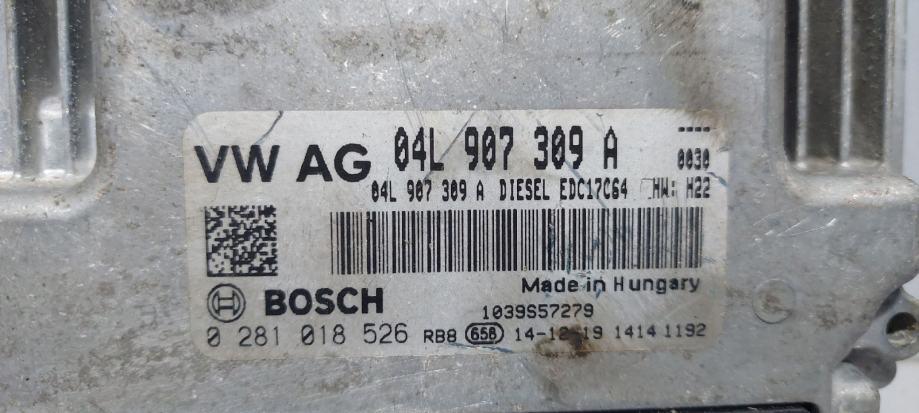 VW AG 04L 907 309 A ----
0030
04L 907 309 A DIESEL EDC17C64 HW: H22
Made in Hungary
BOSCH 1039S57279
0 281 018 526 RB8 656 14-12-19 1414 1192